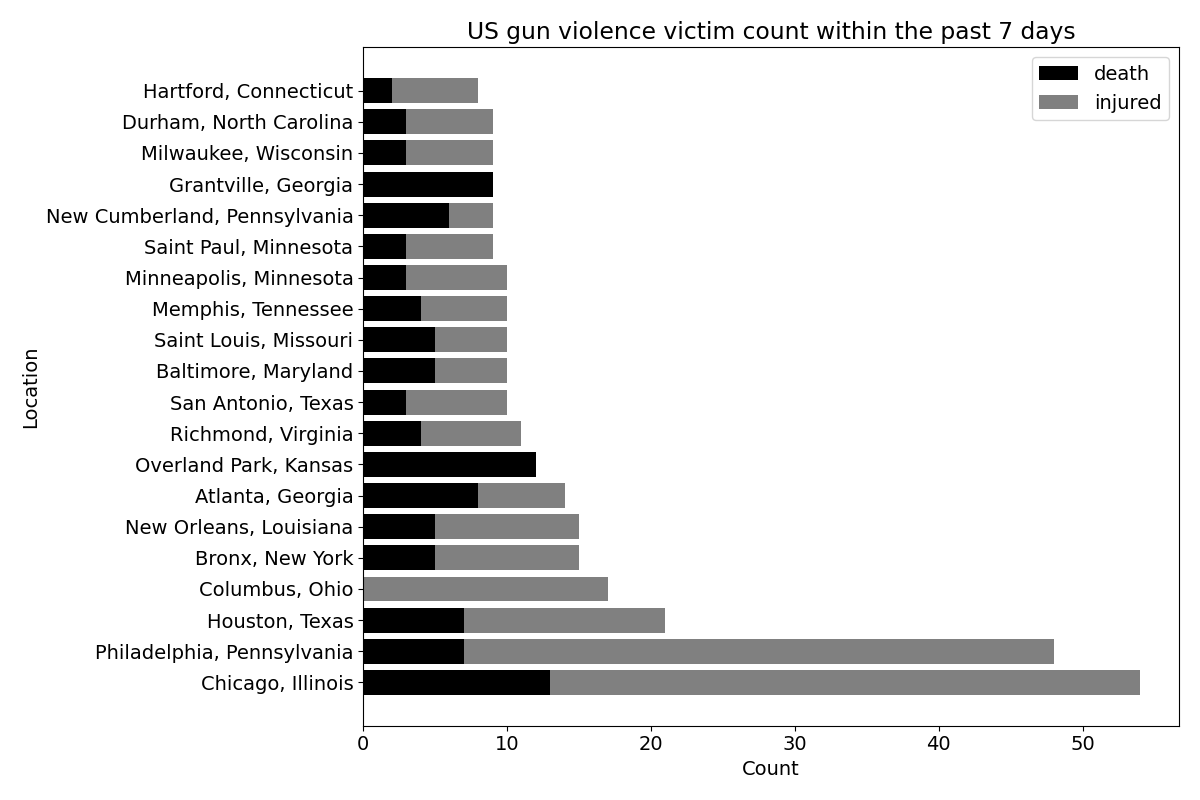 US gun violence victim count within the past 7 days
death
injured
Hartford, Connecticut
Durham, North Carolina
Milwaukee, Wisconsin
Grantville, Georgia
New Cumberland, Pennsylvania
Saint Paul, Minnesota
Minneapolis, Minnesota
Memphis, Tennessee
Saint Louis, Missouri
Baltimore, Maryland
San Antonio, Texas
Richmond, Virginia
Overland Park, Kansas
Atlanta, Georgia
New Orleans, Louisiana
Bronx, New York
Columbus, Ohio
Houston, Texas
Philadelphia, Pennsylvania
Chicago, Illinois
Location
0 10 20 30 40 50
Count